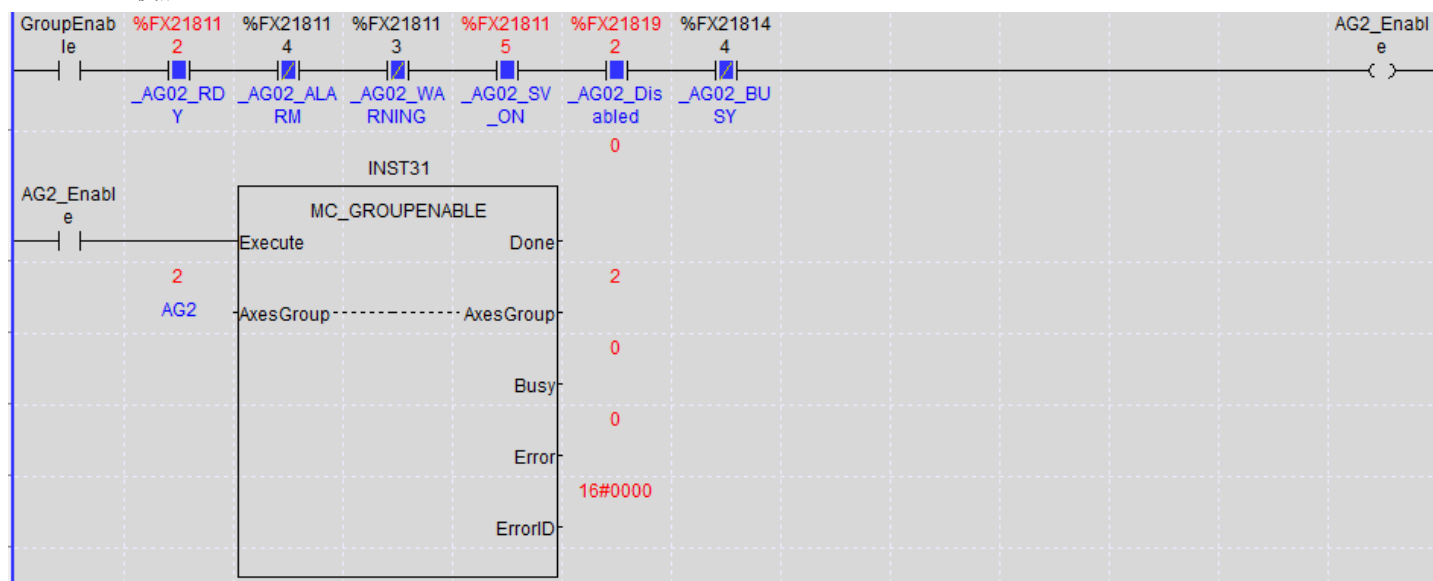 GroupEnab %FX21811 %FX21811 %FX21811 %FX21811 %FX21819 %FX21814 AG2_Enabl
le 2 4 3 5 2 4 e
_AG02_RD _AG02_ALA _AG02_WA _AG02_SV _AG02_Dis _AG02_BU
Y RM RNING _ON abled SY
0
INST31
AG2_Enabl
e
MC_GROUPENABLE
Execute Done
2 2
AG2 AxesGroup AxesGroup
0
Busy
0
Error
16#0000
ErrorID